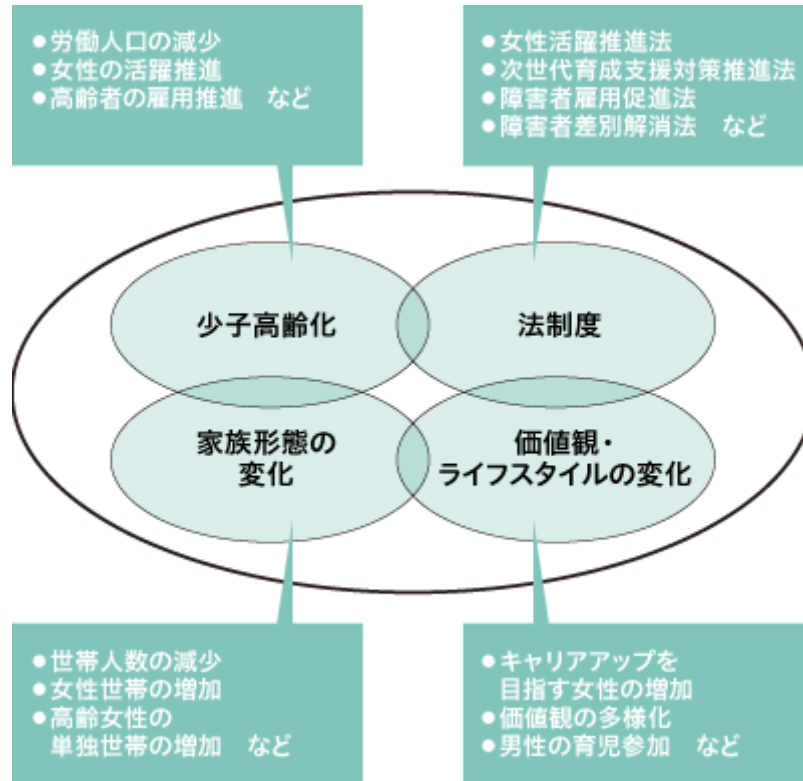 ●労働人口の減少
●女性の活躍推進
●高齢者の雇用推進　など
●女性活躍推進法
●次世代育成支援対策推進法
●障害者雇用促進法
●障害者差別解消法　など
少子高齢化
法制度
家族形態の
変化
価値観・
ライフスタイルの変化
●世帯人数の減少
●女性世帯の増加
●高齢女性の
単独世帯の増加　など
●キャリアアップを
目指す女性の増加
●価値観の多様化
●男性の育児参加　など